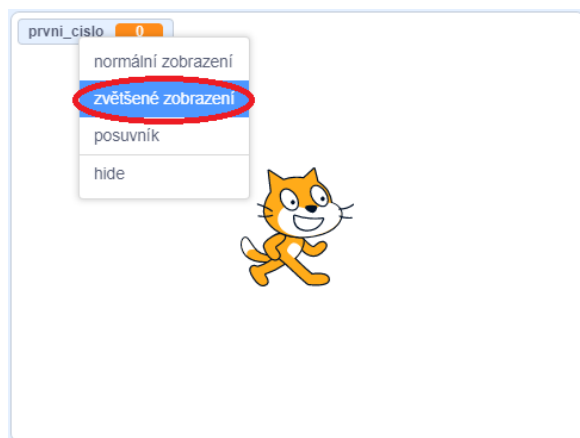 prvni_cislo 0
normální zobrazení
zvětšené zobrazení
posuvník
hide